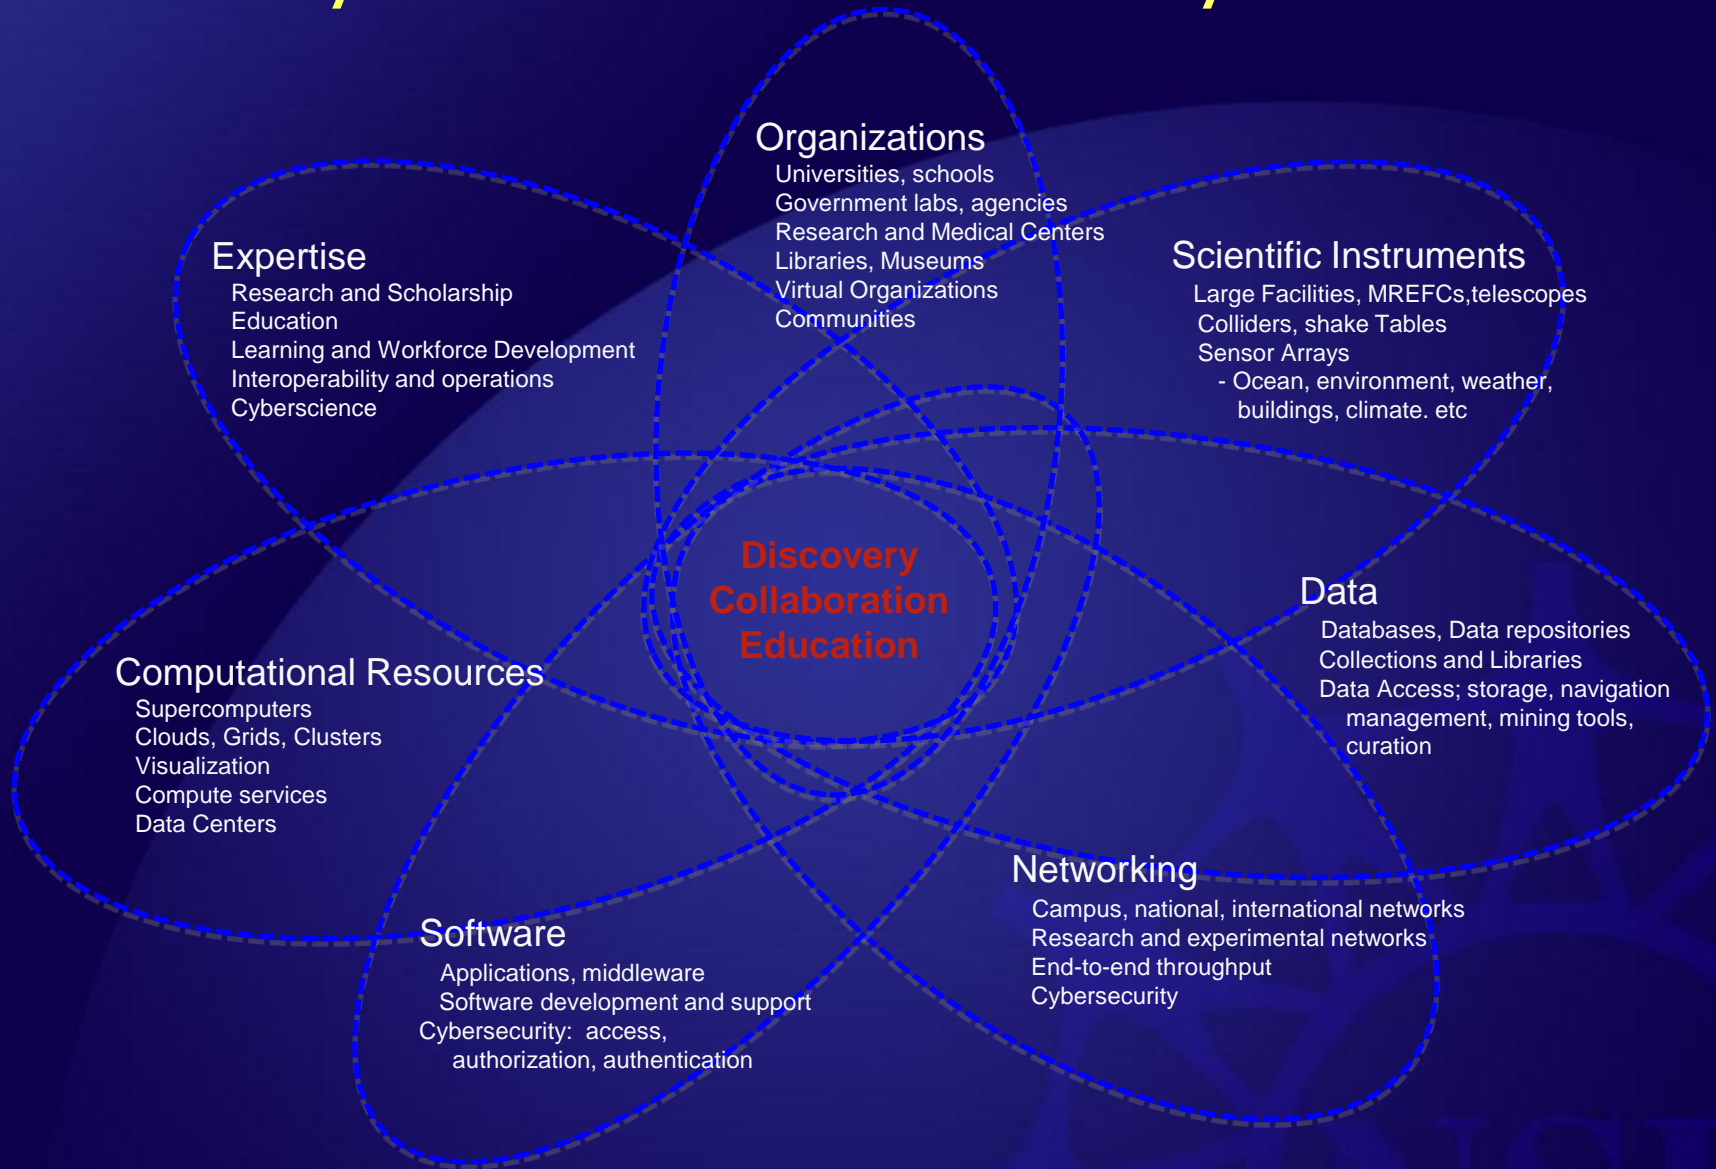 Organizations
Universities, schools
Government labs, agencies
Research and Medical Centers
Libraries, Museums
Virtual Organizations
Communities
Expertise
Research and Scholarship
Education
Learning and Workforce Development
Interoperability and operations
Cyberscience
Scientific Instruments
Large Facilities, MREFCs,telescopes
Colliders, shake Tables
Sensor Arrays
- Ocean, environment, weather,
buildings, climate. etc
Discovery
Collaboration
Education
Data
Databases, Data repositories
Collections and Libraries
Data Access; storage, navigation
management, mining tools,
curation
Computational Resources
Supercomputers
Clouds, Grids, Clusters
Visualization
Compute services
Data Centers
Networking
Campus, national, international networks
Research and experimental networks
End-to-end throughput
Cybersecurity
Software
Applications, middleware
Software development and support
Cybersecurity:  access,
authorization, authentication